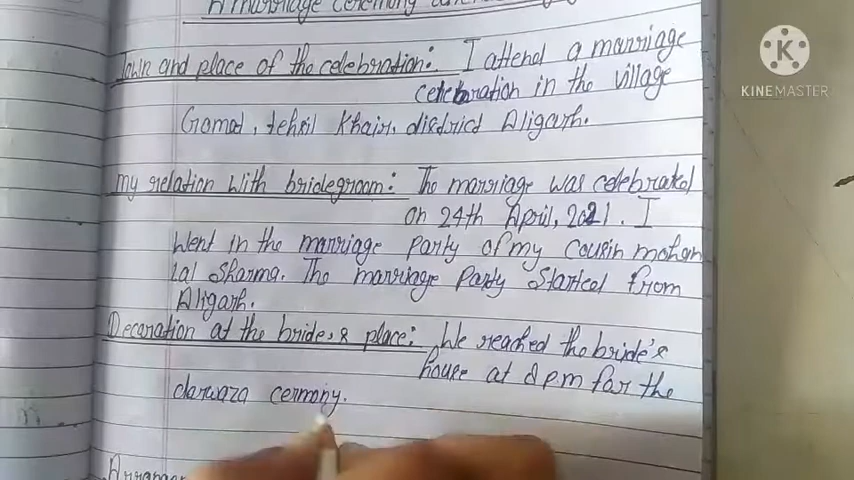 A marriage ceremony
Town and place of the celebration: I attend a marriage
celebration in the village
Gomat, tehsil Khair, district Aligarh.
my relation with bridegroom: The marriage was celebrated
on 24th April, 2021. I
went in the marriage party of my cousin mohan
lal Sharma. The marriage party started from
Aligarh.
Decoration at the bride,s place: We reached the bride's
house at 8 p.m for the
darwaza cermony.
KINEMASTER